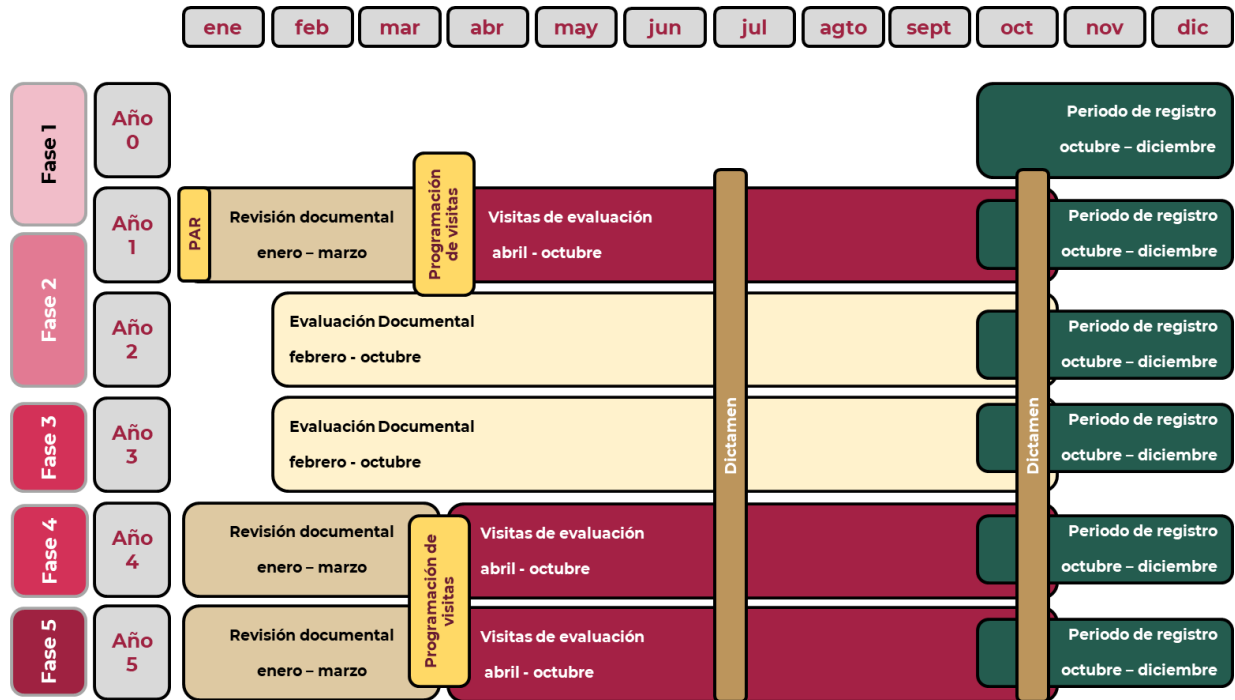 ene feb mar abr may jun jul agto sept oct nov dic
Fase 1
Año
0
Periodo de registro
octubre – diciembre
Año
1
PAR
Revisión documental
enero – marzo
Programación
de visitas
Visitas de evaluación
abril - octubre
Periodo de registro
octubre – diciembre
Fase 2
Año
2
Evaluación Documental
febrero - octubre
Periodo de registro
octubre – diciembre
Fase 3
Año
3
Evaluación Documental
febrero - octubre
Dictamen
Dictamen
Periodo de registro
octubre – diciembre
Fase 4
Año
4
Revisión documental
enero – marzo
Programación de
visitas
Visitas de evaluación
abril - octubre
Periodo de registro
octubre – diciembre
Fase 5
Año
5
Revisión documental
enero – marzo
Visitas de evaluación
abril - octubre
Periodo de registro
octubre – diciembre